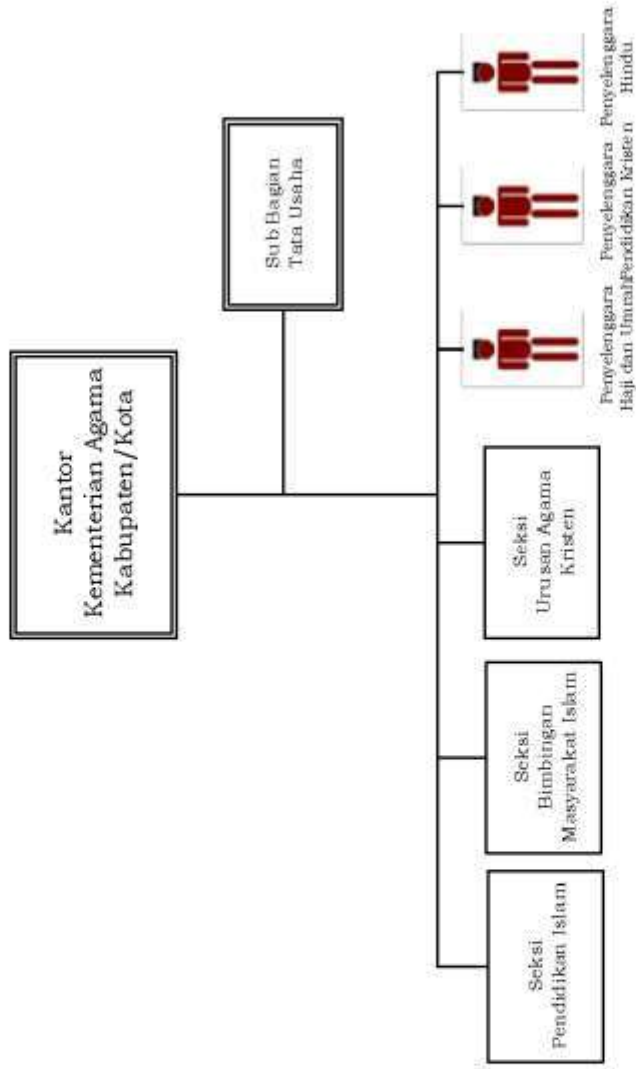 Kantor
Kementerian Agama
Kabupaten/Kota
Sub Bagian
Tata Usaha
Seksi
Pendidikan Islam
Seksi
Bimbingan
Masyarakat Islam
Seksi
Urusan Agama
Kristen
Penyelenggara
Haji dan Umrah
Penyelenggara
Pendidikan Kristen
Penyelenggara
Hindu